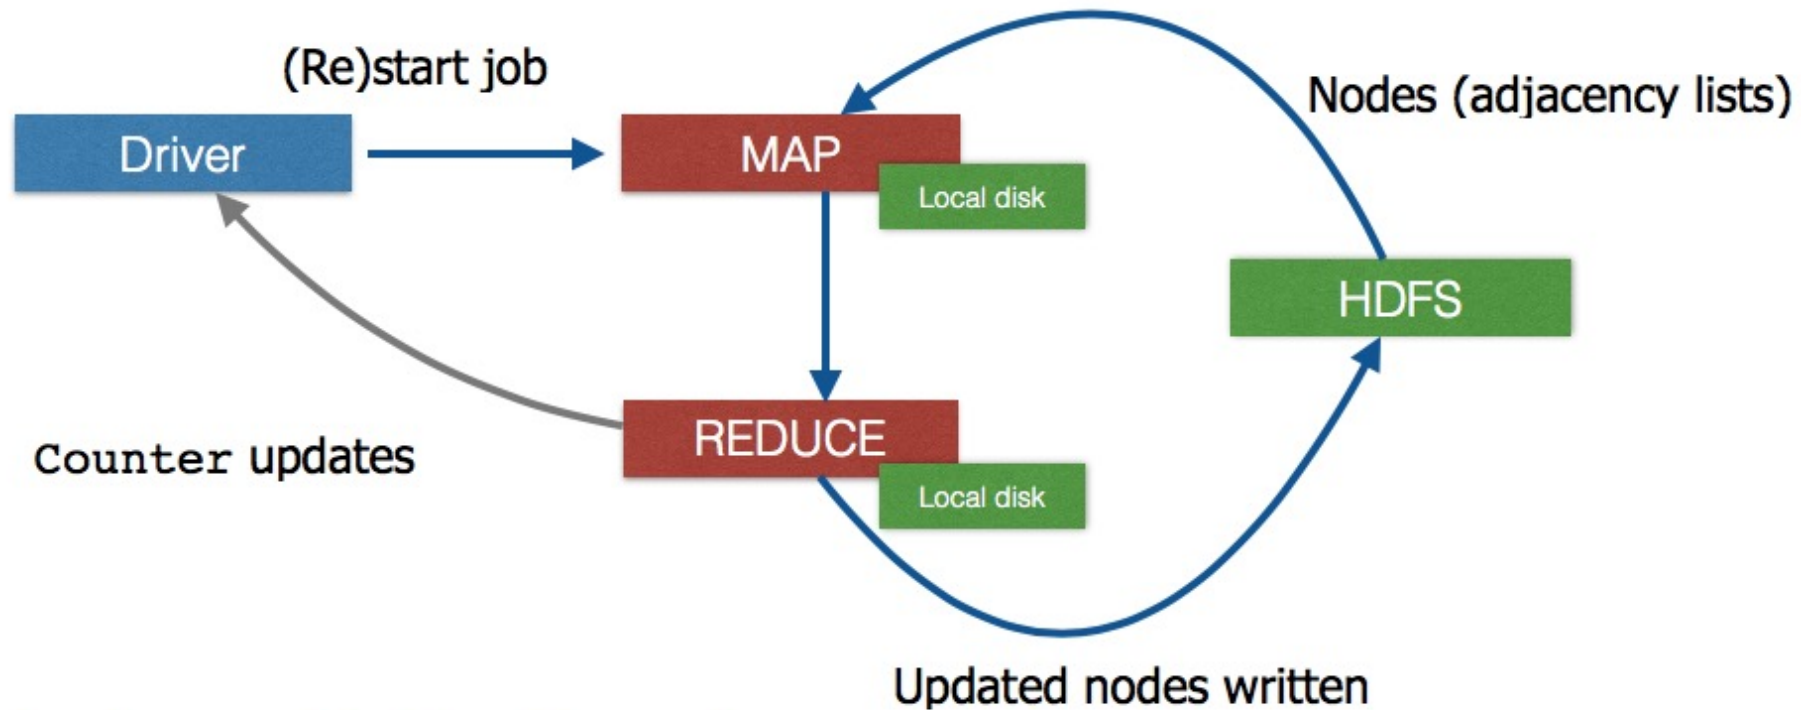 (Re)start job
Nodes (adjacency lists)
Driver
MAP
Local disk
HDFS
REDUCE
Counter updates
Local disk
Updated nodes written